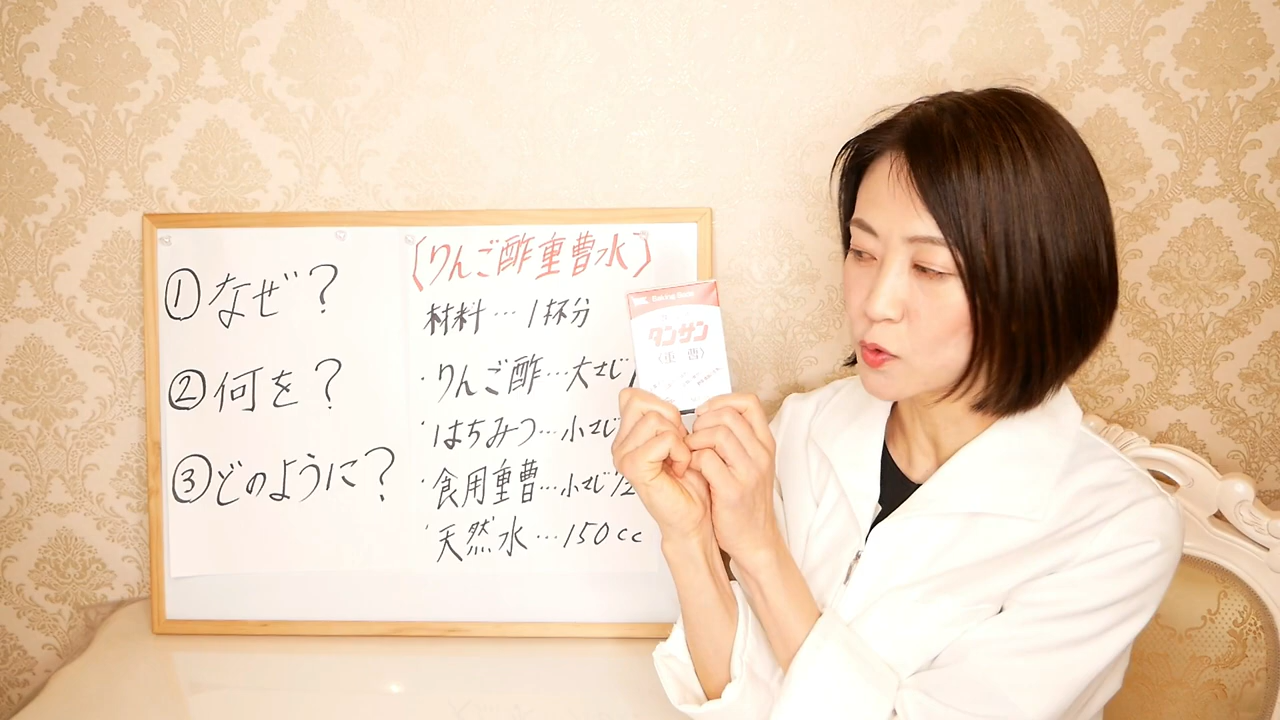 ①なぜ?
②何を?
③どのように?
〔りんご酢重曹水〕
材料…1杯分
・りんご酢…大さじ1
・はちみつ…小さじ
・食用重曹…小さじ1/2
・天然水…150cc
Baking Soda
タンサン
〈重曹〉